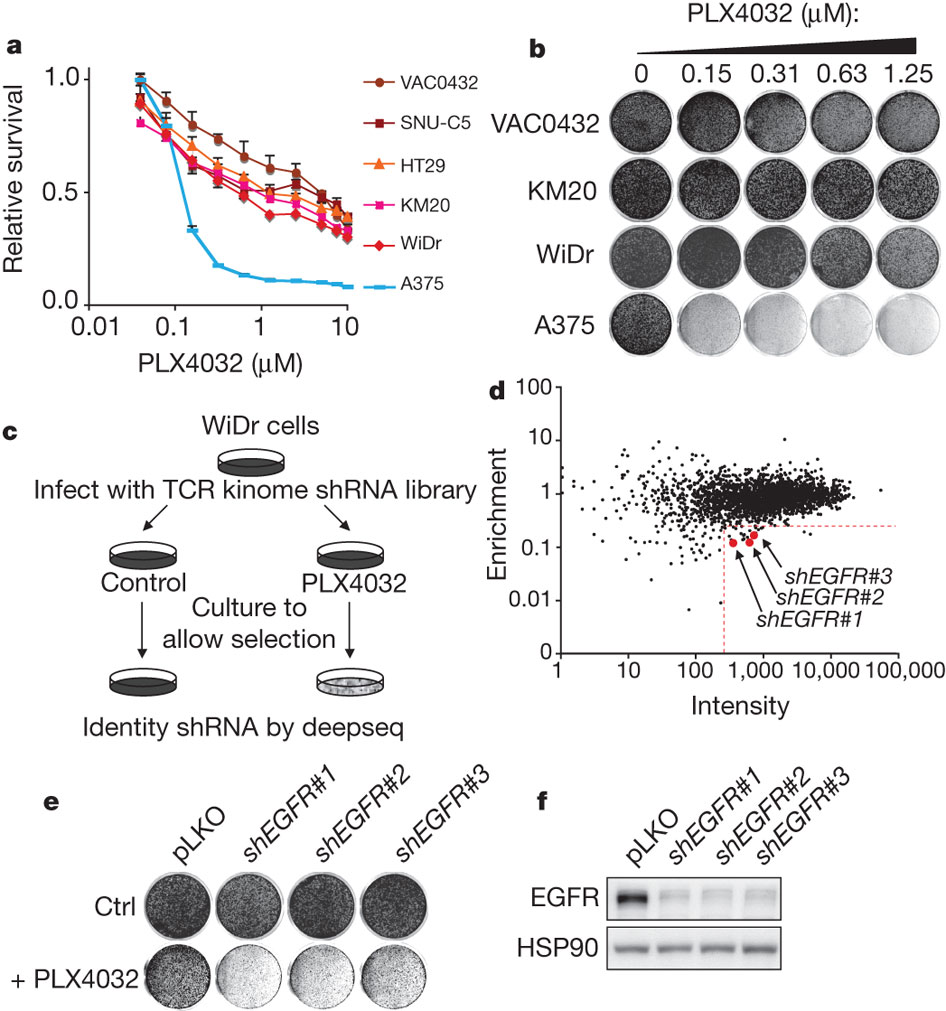 a
Relative survival
1.0
0.5
0.0
0.01
0.1
1
10
PLX4032 (μM)
VAC0432
SNU-C5
HT29
KM20
WiDr
A375
b
PLX4032 (μM):
0 0.15 0.31 0.63 1.25
VAC0432
KM20
WiDr
A375
c
WiDr cells
Infect with TCR kinome shRNA library
Control
PLX4032
Culture to
allow selection
Identity shRNA by deepseq
d
Enrichment
100
10
1
0.1
0.01
0
1 10 100 1,000 10,000 100,000
Intensity
shEGFR#3
shEGFR#2
shEGFR#1
e
pLKO shEGFR#1 shEGFR#2 shEGFR#3
Ctrl
+ PLX4032
f
pLKO shEGFR#1 shEGFR#2 shEGFR#3
EGFR
HSP90